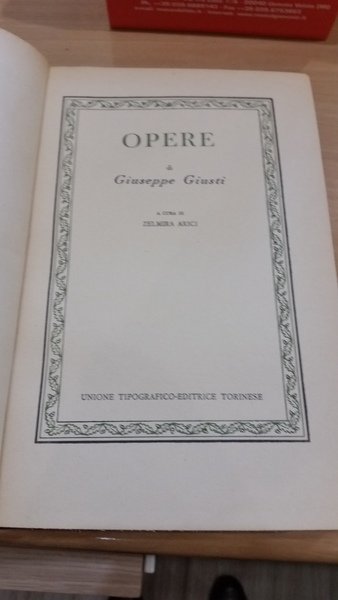 OPERE
di
Giuseppe Giusti
A CURA DI
ZELMIRA ARICI
UNIONE TIPOGRAFICO-EDITRICE TORINESE